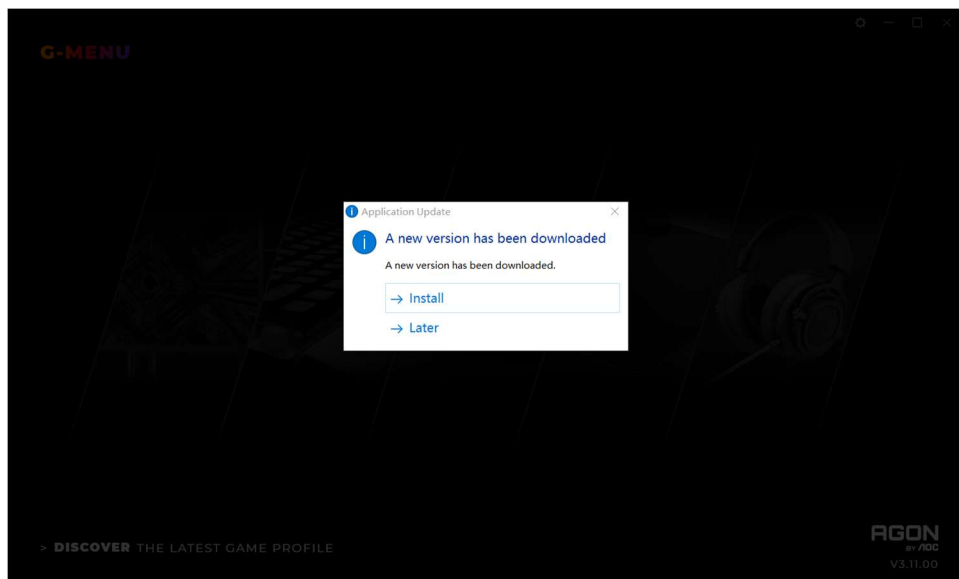 G-MENU
Application Update
A new version has been downloaded
A new version has been downloaded.
→ Install
→ Later
> DISCOVER THE LATEST GAME PROFILE
AGON
BY AOC
V3.11.00